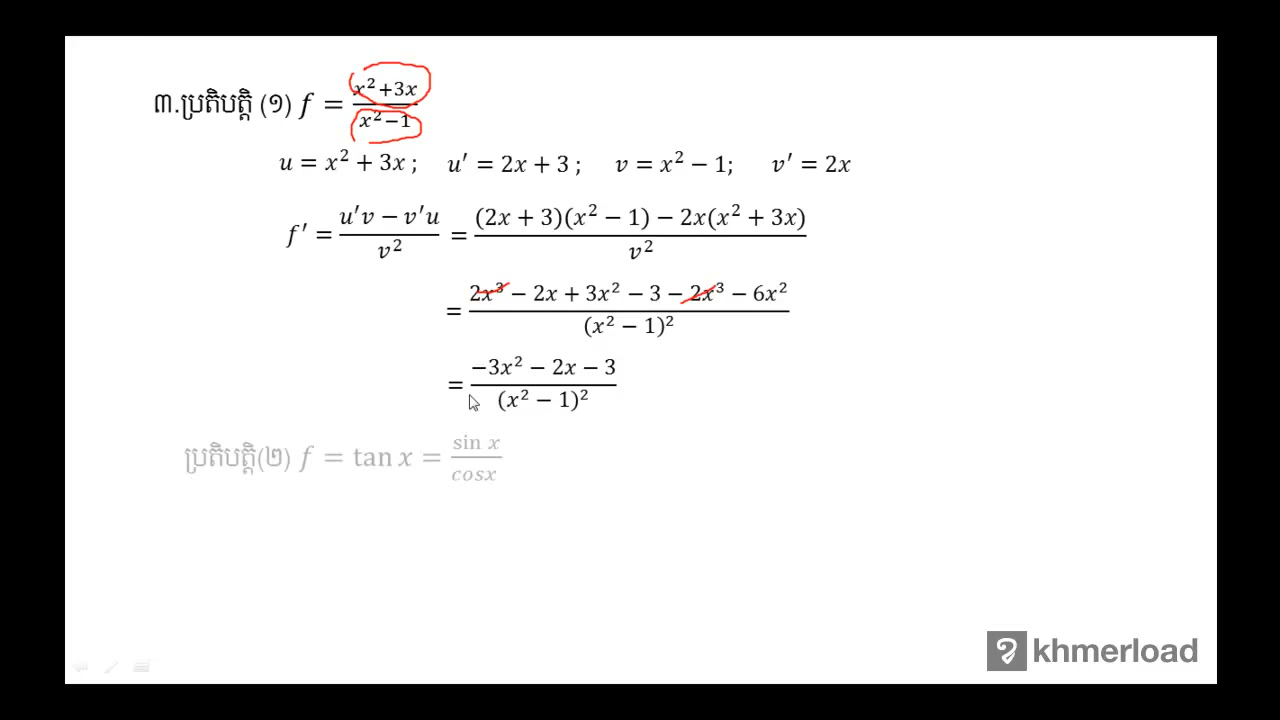 ៣.ប្រតិបត្តិ (១) f = (x² + 3x)/(x² − 1)
u = x² + 3x ; u′ = 2x + 3 ; v = x² − 1; v′ = 2x
f′ = (u′v − v′u)/v² = ((2x + 3)(x² − 1) − 2x(x² + 3x))/v²
= (2x³ − 2x + 3x² − 3 − 2x³ − 6x²)/(x² − 1)²
= (−3x² − 2x − 3)/(x² − 1)²
ប្រតិបត្តិ(២) f = tan x = (sin x)/(cosx)
khmerload